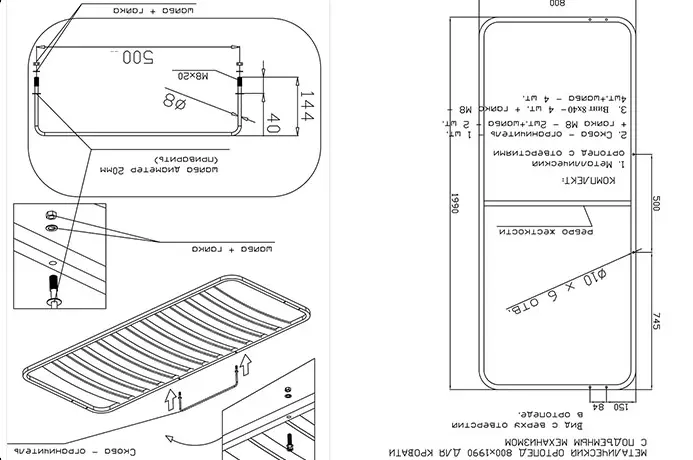 МЕТАЛЛИЧЕСКИЙ ОРТОПЕД 800х1990 ДЛЯ КРОВАТИ
С ПОДЪЕМНЫМ МЕХАНИЗМОМ
Вид с верху отверстия
в ортопеде.
150
84
745
Ø10 х 6 отв.
500
1990
РЕБРО ЖЕСТКОСТИ
КОМПЛЕКТ:
1. Металлический
ортопед с отверстиями
2. Скоба - ограничитель - 1 шт.
+ гайка М8 - 2шт.+шайба - 2 шт.
3. Винт 8х40 - 4 шт. + гайка М8 -
4шт.+шайба - 4 шт.
800
Скоба - ограничитель
шайба + гайка
шайба диаметр 20мм
(приварить)
40
144
Ø8
М8х20
500
шайба + гайка